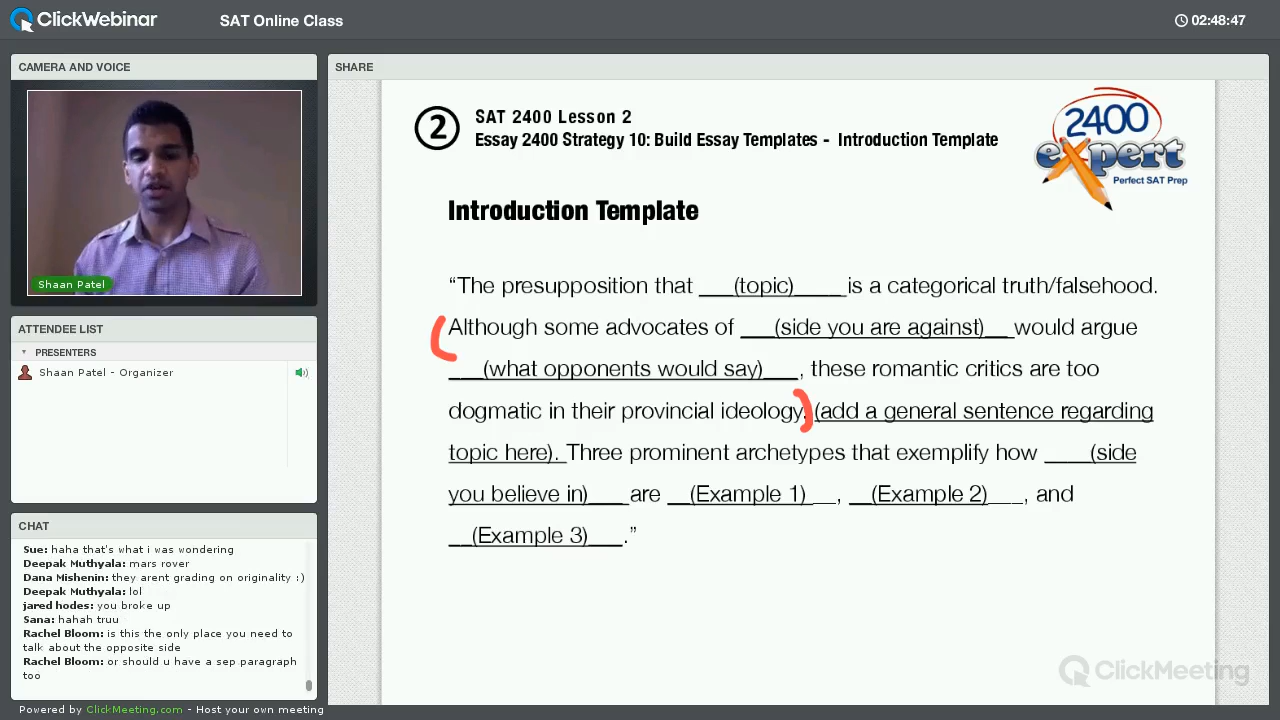 ClickWebinar
SAT Online Class
02:48:47
CAMERA AND VOICE
Shaan Patel
ATTENDEE LIST
PRESENTERS
Shaan Patel - Organizer
CHAT
Sue: haha that's what i was wondering
Deepak Muthyala: mars rover
Dana Mishenin: they arent grading on originality :)
Deepak Muthyala: lol
jared hodes: you broke up
Sana: hahah truu
Rachel Bloom: is this the only place you need to
talk about the opposite side
Rachel Bloom: or should u have a sep paragraph
too
Powered by ClickMeeting.com - Host your own meeting
SHARE
2
SAT 2400 Lesson 2
Essay 2400 Strategy 10: Build Essay Templates - Introduction Template
2400
expert
Perfect SAT Prep
Introduction Template
“The presupposition that ___(topic)____ is a categorical truth/falsehood.
Although some advocates of ___(side you are against)__ would argue
___(what opponents would say)___, these romantic critics are too
dogmatic in their provincial ideology. (add a general sentence regarding
topic here). Three prominent archetypes that exemplify how ____(side
you believe in)___ are __(Example 1)__, __(Example 2)___, and
__(Example 3)___.”
ClickMeeting